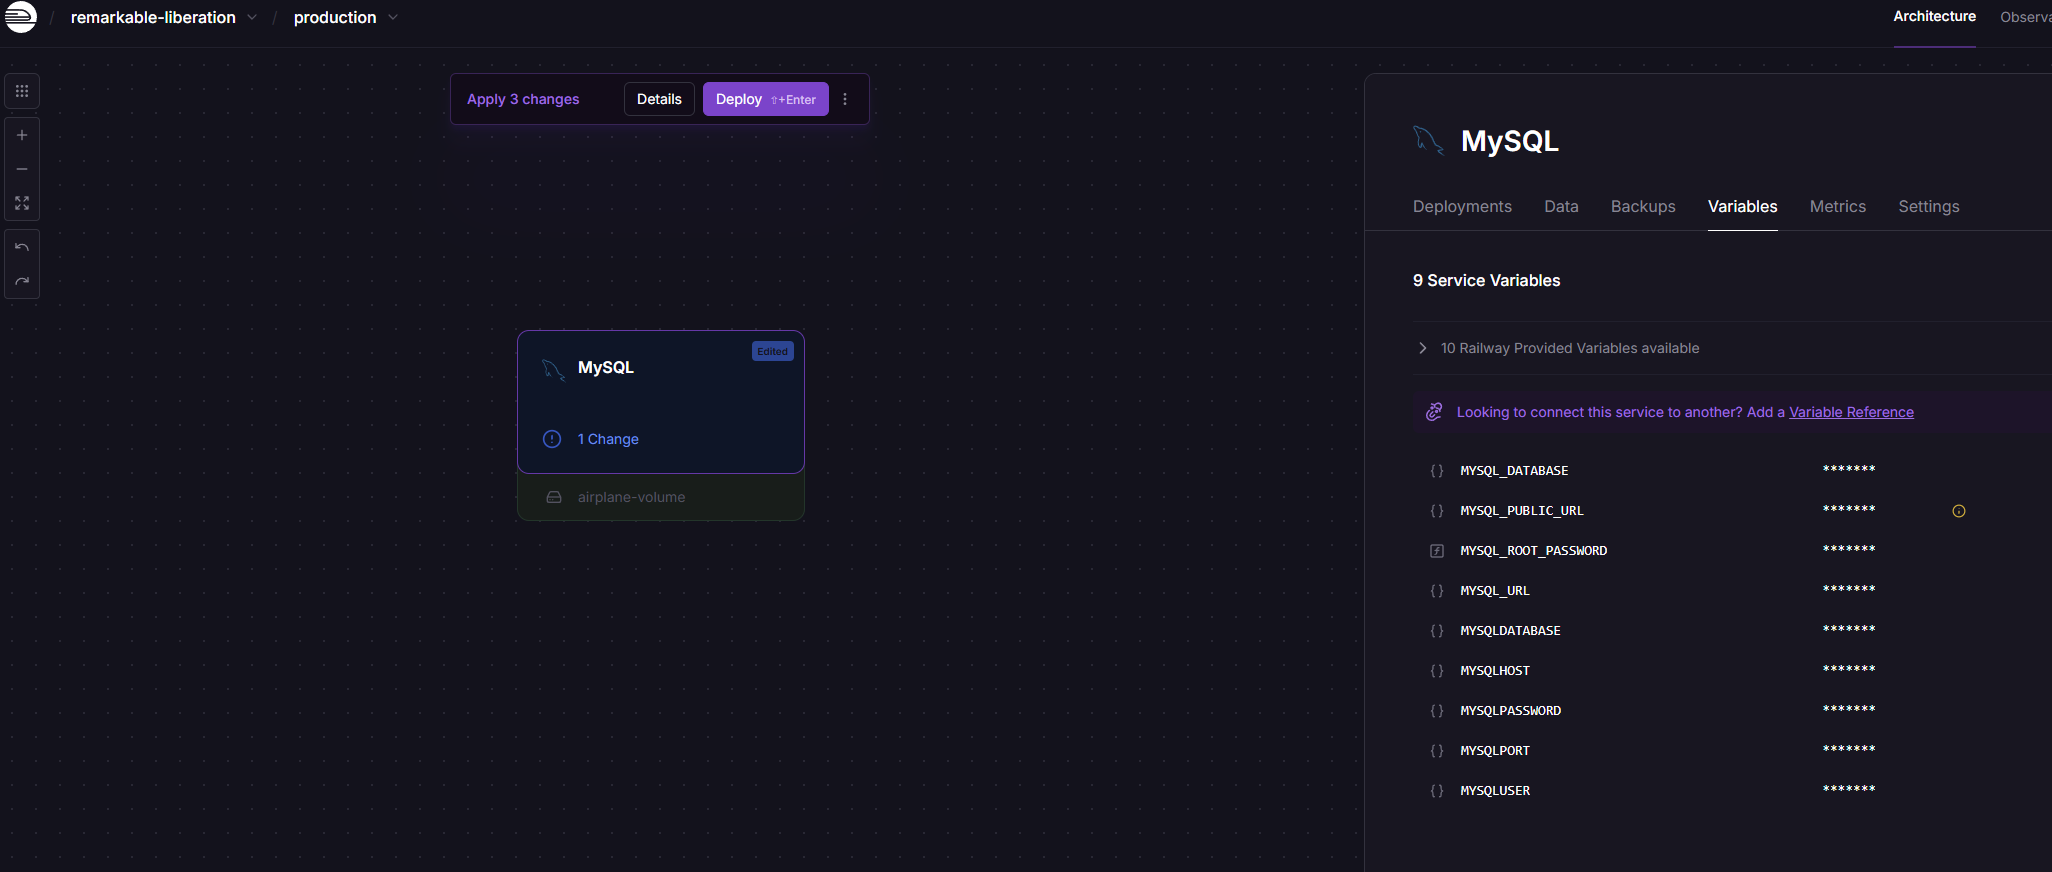 / remarkable-liberation / production
Architecture
Apply 3 changes
Details
Deploy ⇧+Enter
MySQL
Edited
1 Change
airplane-volume
MySQL
Deployments
Data
Backups
Variables
Metrics
Settings
9 Service Variables
10 Railway Provided Variables available
Looking to connect this service to another? Add a Variable Reference
{} MYSQL_DATABASE *******
{} MYSQL_PUBLIC_URL *******
MYSQL_ROOT_PASSWORD *******
{} MYSQL_URL *******
{} MYSQLDATABASE *******
{} MYSQLHOST *******
{} MYSQLPASSWORD *******
{} MYSQLPORT *******
{} MYSQLUSER *******